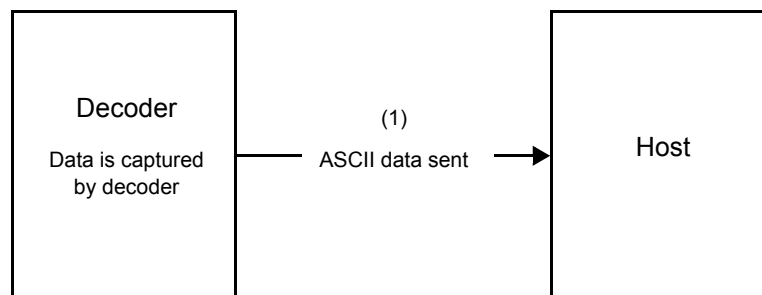 Decoder
Data is captured
by decoder
(1)
ASCII data sent
Host